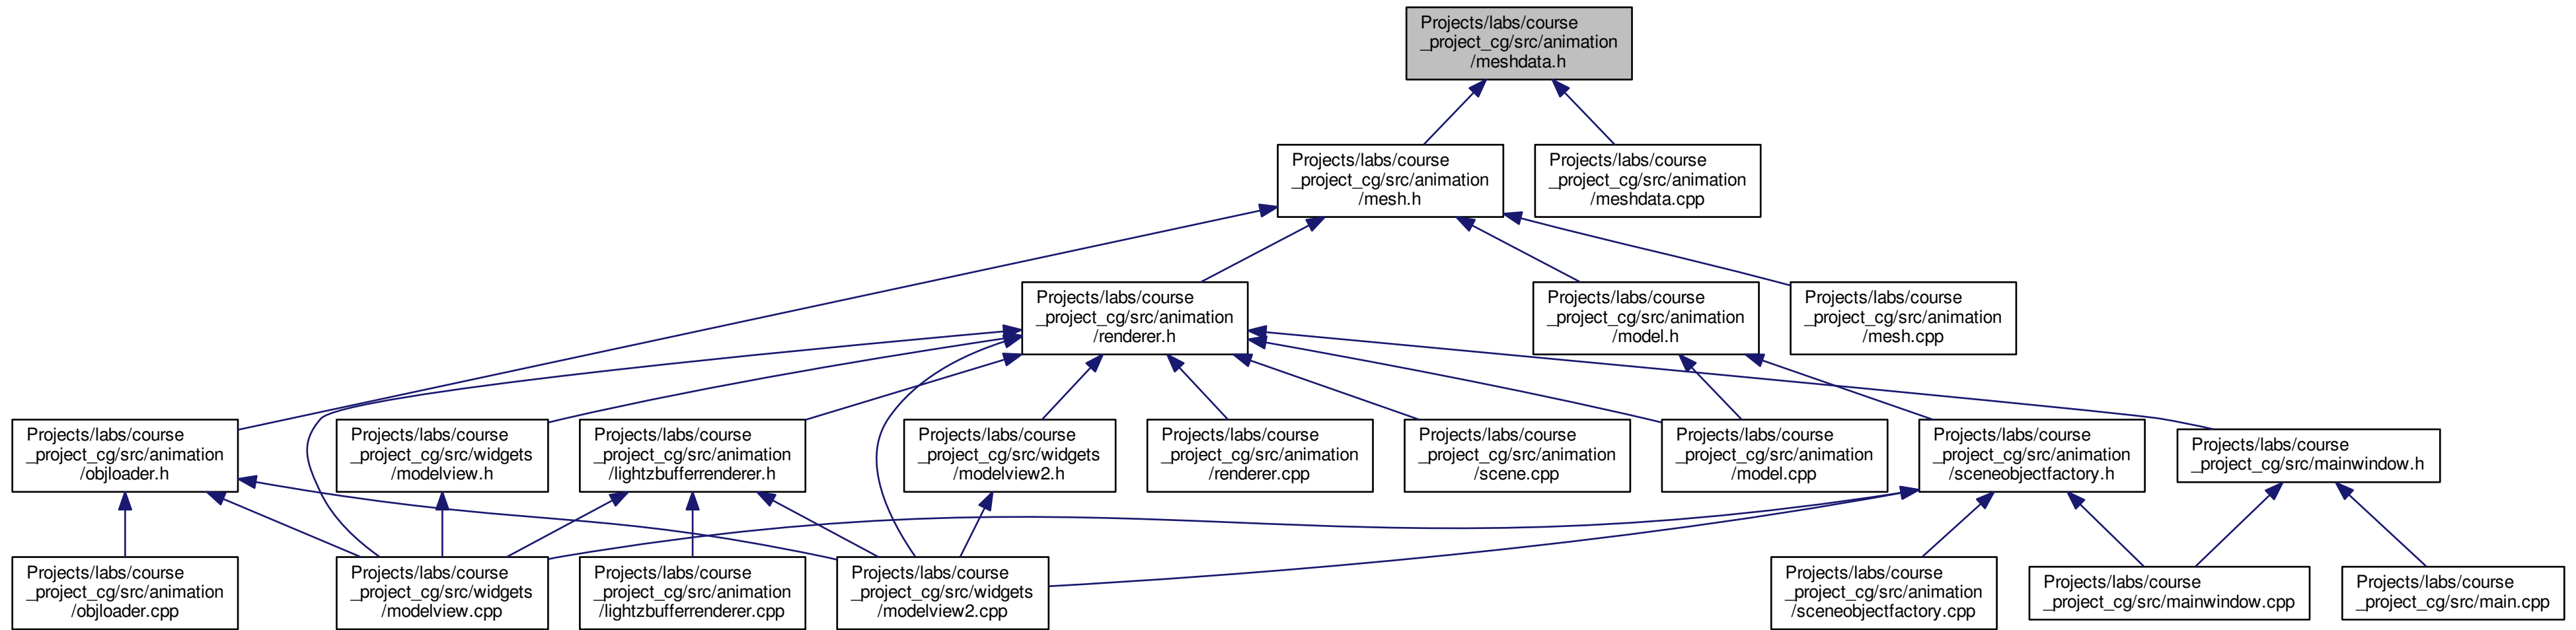 Projects/labs/course
_project_cg/src/animation
/meshdata.h
Projects/labs/course
_project_cg/src/animation
/mesh.h
Projects/labs/course
_project_cg/src/animation
/meshdata.cpp
Projects/labs/course
_project_cg/src/animation
/renderer.h
Projects/labs/course
_project_cg/src/animation
/model.h
Projects/labs/course
_project_cg/src/animation
/mesh.cpp
Projects/labs/course
_project_cg/src/animation
/objloader.h
Projects/labs/course
_project_cg/src/widgets
/modelview.h
Projects/labs/course
_project_cg/src/animation
/lightzbufferrenderer.h
Projects/labs/course
_project_cg/src/widgets
/modelview2.h
Projects/labs/course
_project_cg/src/animation
/renderer.cpp
Projects/labs/course
_project_cg/src/animation
/scene.cpp
Projects/labs/course
_project_cg/src/animation
/model.cpp
Projects/labs/course
_project_cg/src/animation
/sceneobjectfactory.h
Projects/labs/course
_project_cg/src/mainwindow.h
Projects/labs/course
_project_cg/src/animation
/objloader.cpp
Projects/labs/course
_project_cg/src/widgets
/modelview.cpp
Projects/labs/course
_project_cg/src/animation
/lightzbufferrenderer.cpp
Projects/labs/course
_project_cg/src/widgets
/modelview2.cpp
Projects/labs/course
_project_cg/src/animation
/sceneobjectfactory.cpp
Projects/labs/course
_project_cg/src/mainwindow.cpp
Projects/labs/course
_project_cg/src/main.cpp